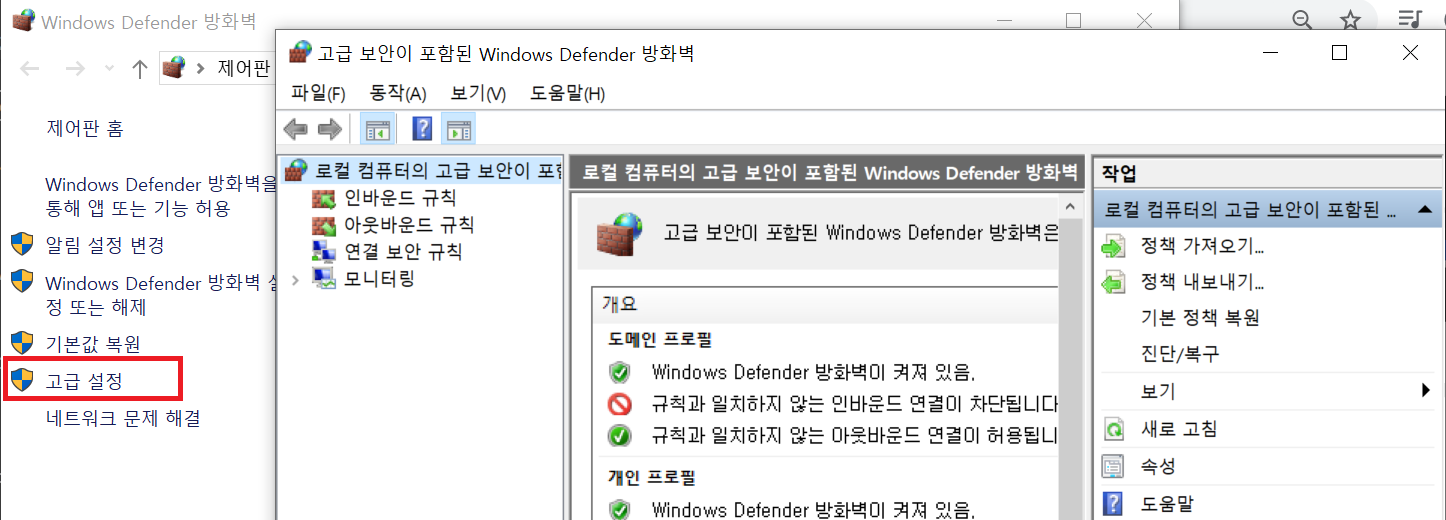 Windows Defender 방화벽
제어판
제어판 홈
Windows Defender 방화벽을
통해 앱 또는 기능 허용
알림 설정 변경
Windows Defender 방화벽 설
정 또는 해제
기본값 복원
고급 설정
네트워크 문제 해결
고급 보안이 포함된 Windows Defender 방화벽
파일(F) 동작(A) 보기(V) 도움말(H)
로컬 컴퓨터의 고급 보안이 포함
인바운드 규칙
아웃바운드 규칙
연결 보안 규칙
모니터링
로컬 컴퓨터의 고급 보안이 포함된 Windows Defender 방화벽
고급 보안이 포함된 Windows Defender 방화벽은
개요
도메인 프로필
Windows Defender 방화벽이 켜져 있음.
규칙과 일치하지 않는 인바운드 연결이 차단됩니다
규칙과 일치하지 않는 아웃바운드 연결이 허용됩니
개인 프로필
Windows Defender 방화벽이 켜져 있음.
작업
로컬 컴퓨터의 고급 보안이 포함된 ...
정책 가져오기...
정책 내보내기...
기본 정책 복원
진단/복구
보기
새로 고침
속성
도움말